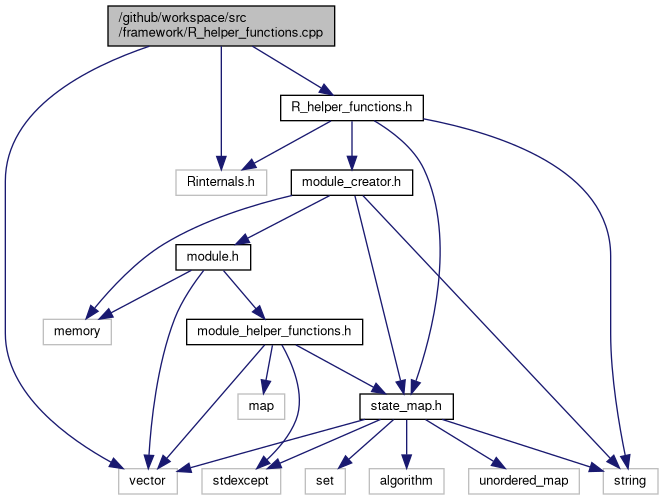 /github/workspace/src
/framework/R_helper_functions.cpp
R_helper_functions.h
Rinternals.h
module_creator.h
module.h
memory
module_helper_functions.h
map
state_map.h
vector
stdexcept
set
algorithm
unordered_map
string